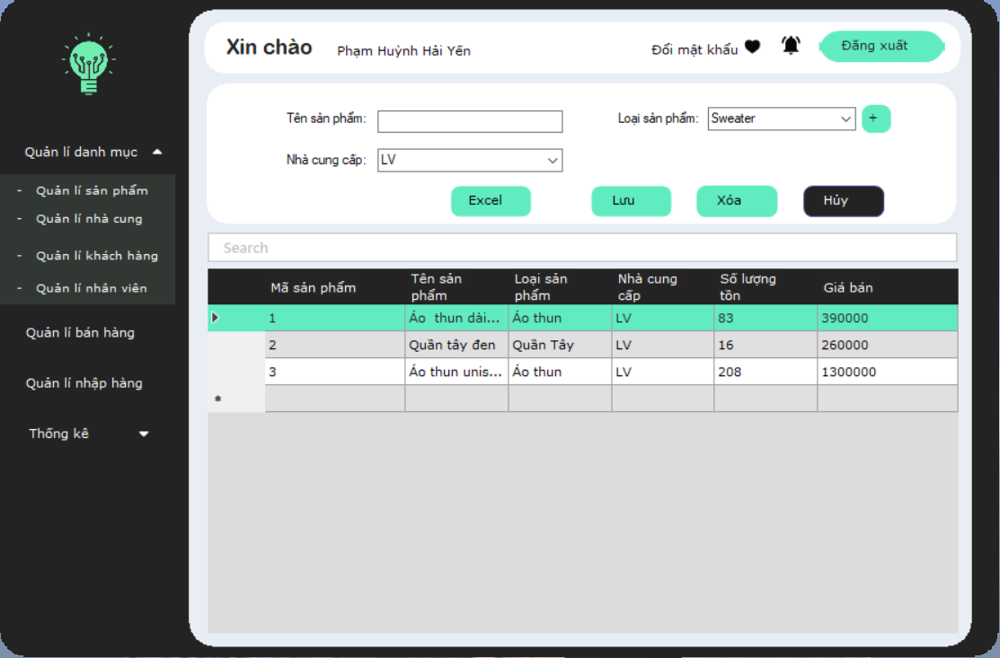 Xin chào Phạm Huỳnh Hải Yến Đổi mật khẩu Đăng xuất
Quản lí danh mục
- Quản lí sản phẩm
- Quản lí nhà cung
- Quản lí khách hàng
- Quản lí nhân viên
Quản lí bán hàng
Quản lí nhập hàng
Thống kê
Tên sản phẩm: Loại sản phẩm: Sweater +
Nhà cung cấp: LV
Excel Lưu Xóa Hủy
Search
Mã sản phẩm Tên sản phẩm Loại sản phẩm Nhà cung cấp Số lượng tồn Giá bán
1 Áo thun dài... Áo thun LV 83 390000
2 Quần tây đen Quần Tây LV 16 260000
3 Áo thun unis... Áo thun LV 208 1300000